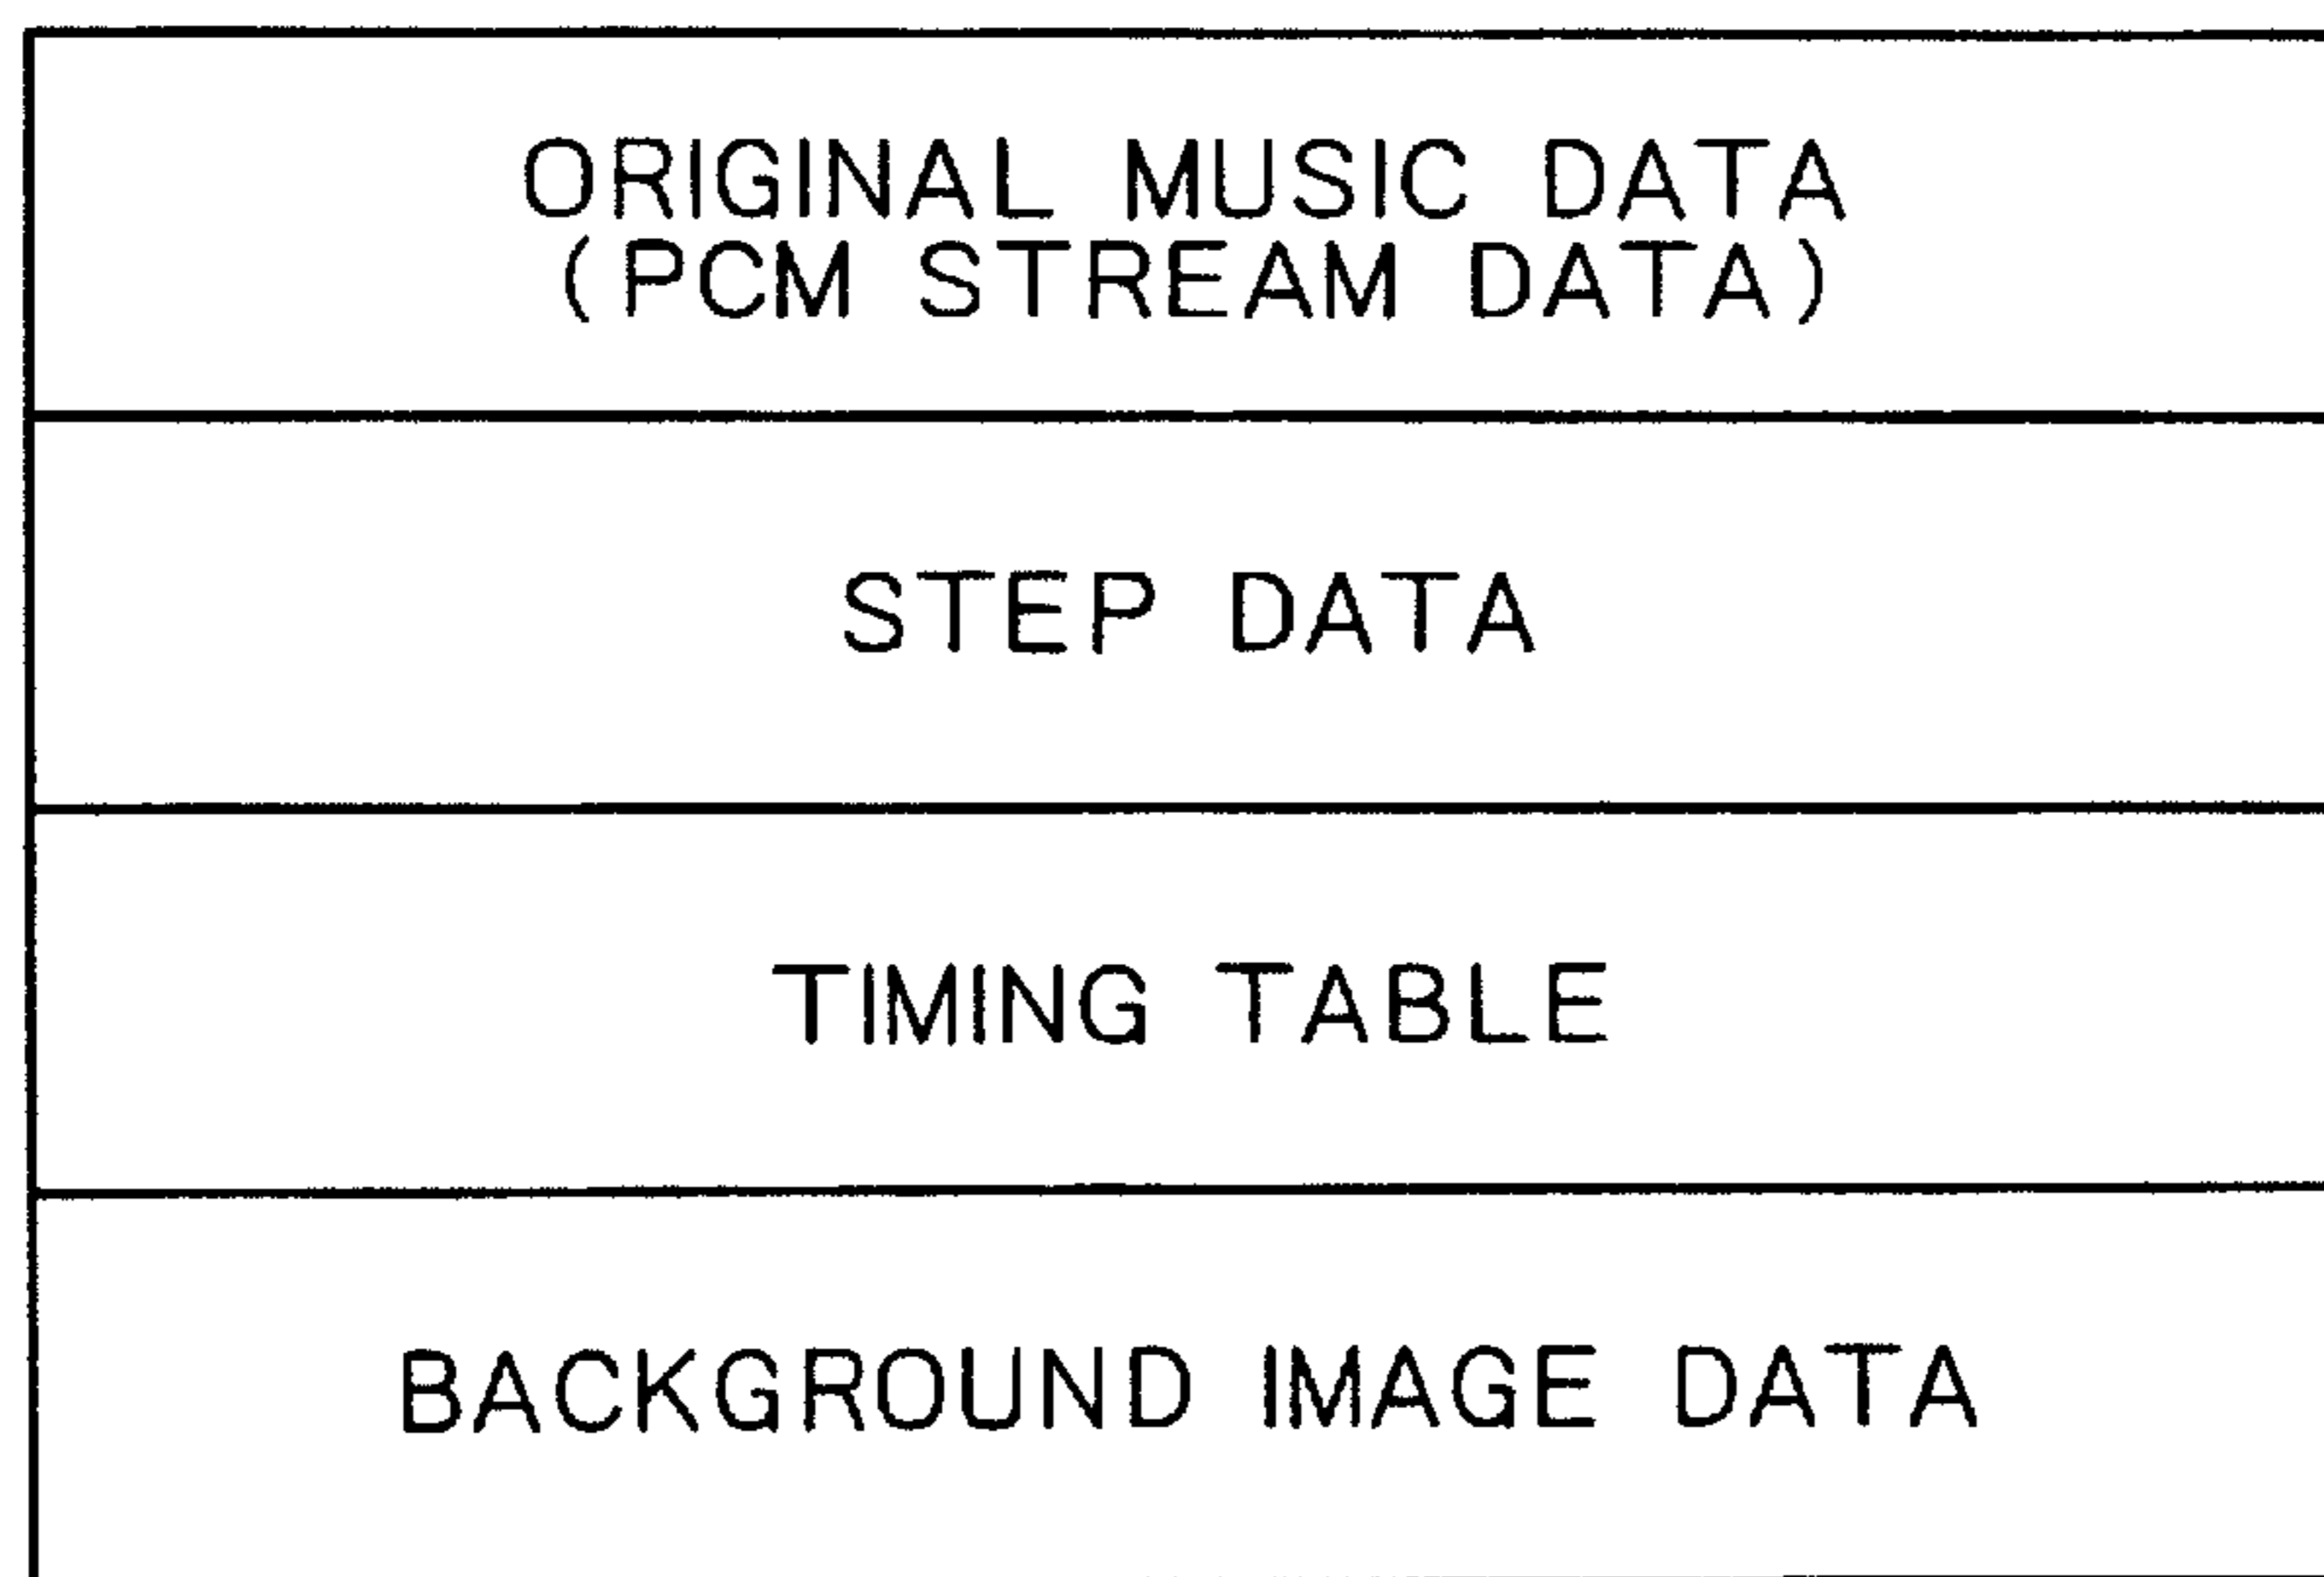 ORIGINAL MUSIC DATA
(PCM STREAM DATA)
STEP DATA
TIMING TABLE
BACKGROUND IMAGE DATA